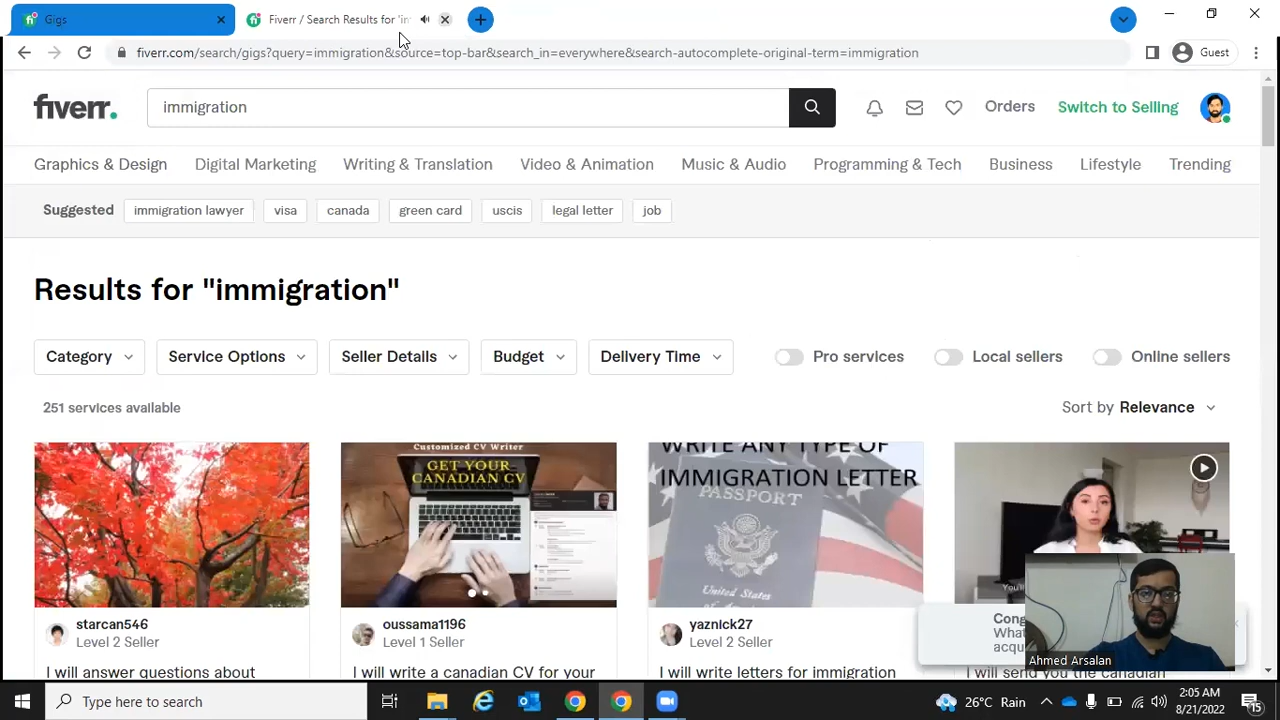 Gigs
Fiverr / Search Results for 'in
fiverr.com/search/gigs?query=immigration&source=top-bar&search_in=everywhere&search-autocomplete-original-term=immigration
Guest
fiverr.
immigration
Orders
Switch to Selling
Graphics & Design
Digital Marketing
Writing & Translation
Video & Animation
Music & Audio
Programming & Tech
Business
Lifestyle
Trending
Suggested
immigration lawyer
visa
canada
green card
uscis
legal letter
job
Results for "immigration"
Category
Service Options
Seller Details
Budget
Delivery Time
Pro services
Local sellers
Online sellers
251 services available
Sort by Relevance
Customized CV Writer
GET YOUR
CANADIAN CV
WRITE ANY TYPE OF
IMMIGRATION LETTER
PASSPORT
United States
starcan546
Level 2 Seller
I will answer questions about
oussama1196
Level 1 Seller
I will write a canadian CV for your
yaznick27
Level 2 Seller
I will write letters for immigration
I will send you the canadian
Cong
What
acqu
Ahmed Arsalan
Type here to search
26°C Rain
2:05 AM
8/21/2022
15